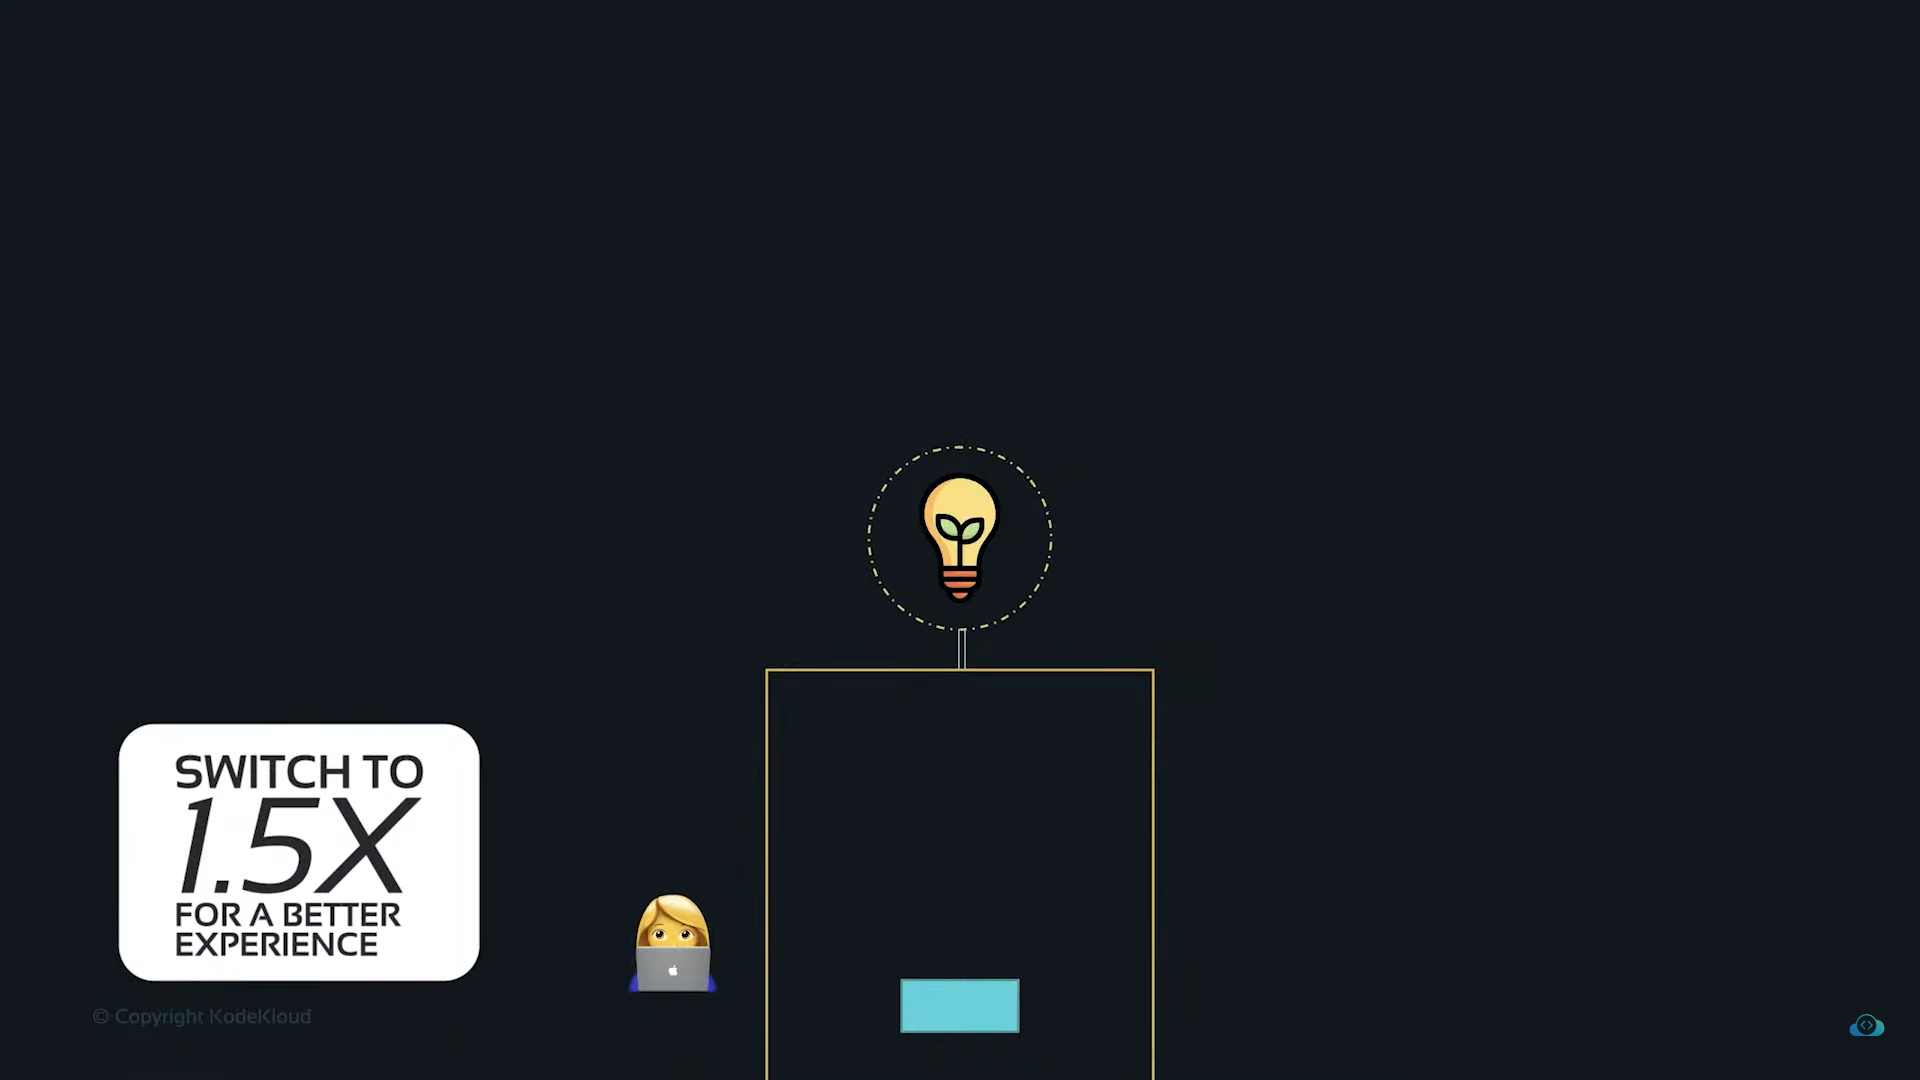 SWITCH TO
1.5X
FOR A BETTER
EXPERIENCE
© Copyright KodeKloud